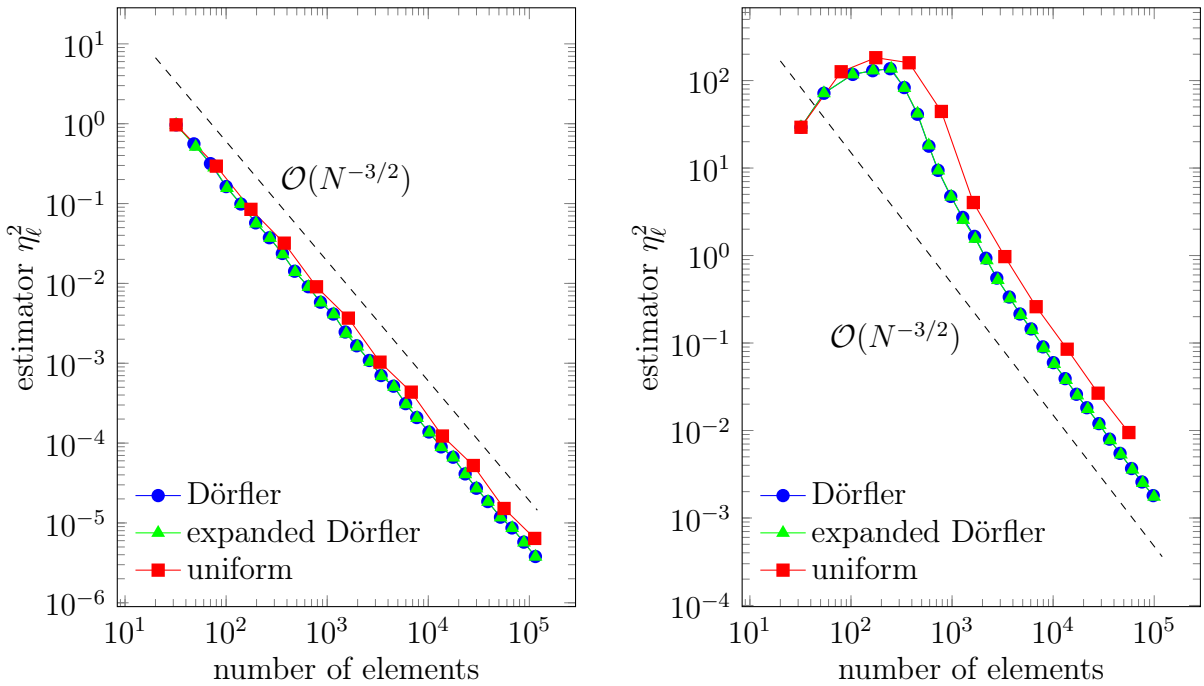 10^1
10^0
10^{-1}
10^{-2}
10^{-3}
10^{-4}
10^{-5}
10^{-6}
estimator η_ℓ^2
𝒪(N^{-3/2})
Dörfler
expanded Dörfler
uniform
10^1 10^2 10^3 10^4 10^5
number of elements
10^2
10^1
10^0
10^{-1}
10^{-2}
10^{-3}
10^{-4}
estimator η_ℓ^2
𝒪(N^{-3/2})
Dörfler
expanded Dörfler
uniform
10^1 10^2 10^3 10^4 10^5
number of elements